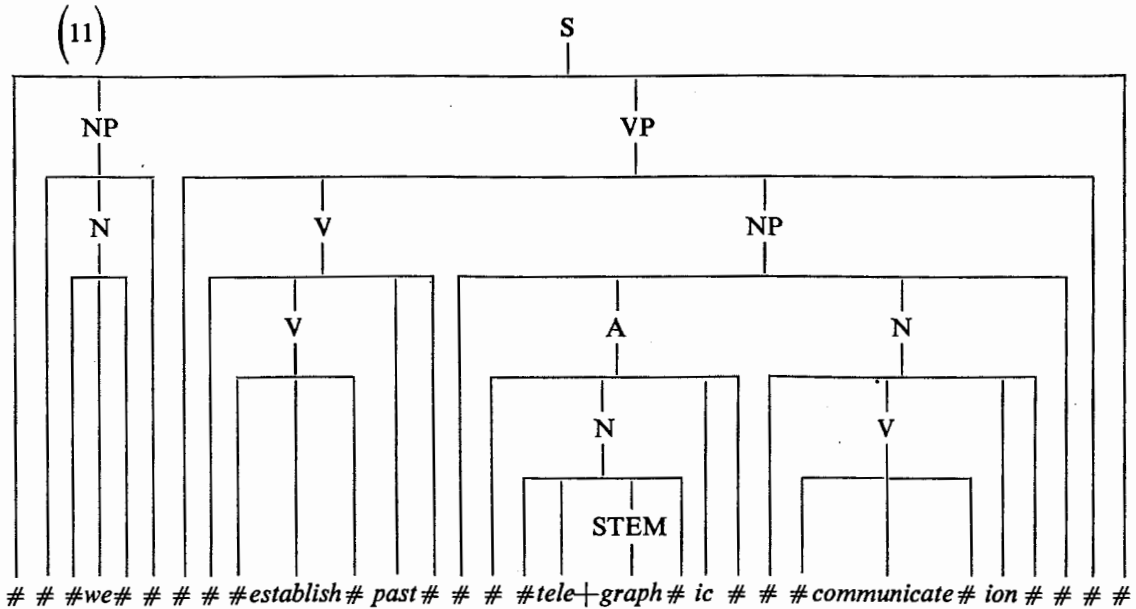 (11) S
NP VP
N V NP
V A N
N V
STEM
# # #we# # # # #establish # past # # # #tele+graph # ic # # #communicate # ion # # # #